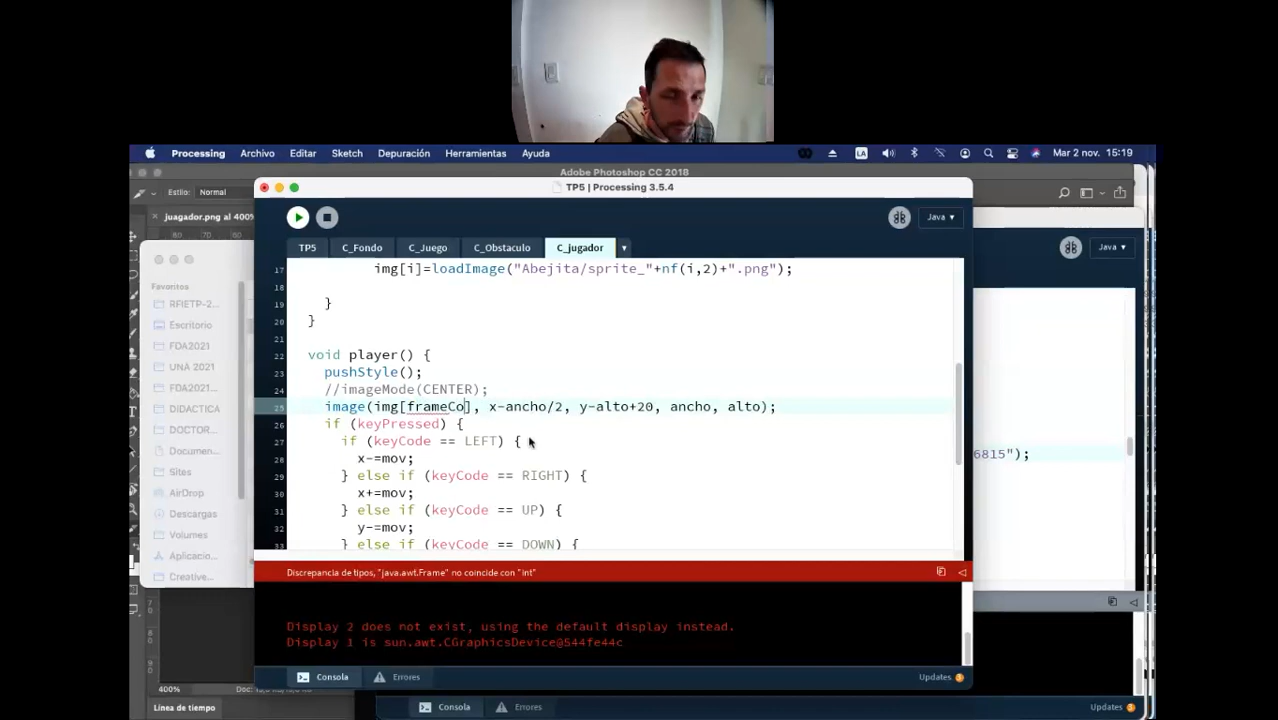 Processing Archivo Editar Sketch Depuración Herramientas Ayuda
LA Mar 2 nov. 15:19
Adobe Photoshop CC 2018
Estilo: Normal
TP5 | Processing 3.5.4
juagador.png al 400%
Java
Java
TP5 C_Fondo C_Juego C_Obstaculo C_jugador
Favoritos
RFIETP-2...
Escritorio
FDA2021
UNA 2021
FDA2021...
DIDACTICA
Documen...
Sites
AirDrop
Descargas
Volumes
Aplicacio...
Creative...
17 img[i]=loadImage("Abejita/sprite_"+nf(i,2)+".png");
18
19 }
20 }
21
22 void player() {
23 pushStyle();
24 //imageMode(CENTER);
25 image(img[frameCo], x-ancho/2, y-alto+20, ancho, alto);
26 if (keyPressed) {
27 if (keyCode == LEFT) {
28 x-=mov;
29 } else if (keyCode == RIGHT) {
30 x+=mov;
31 } else if (keyCode == UP) {
32 y-=mov;
33 } else if (keyCode == DOWN) {
6815");
Discrepancia de tipos, "java.awt.Frame" no coincide con "int"
Display 2 does not exist, using the default display instead.
Display 1 is sun.awt.CGraphicsDevice@544fe44c
Consola Errores Updates 3
400%
Línea de tiempo
Consola Errores Updates 3